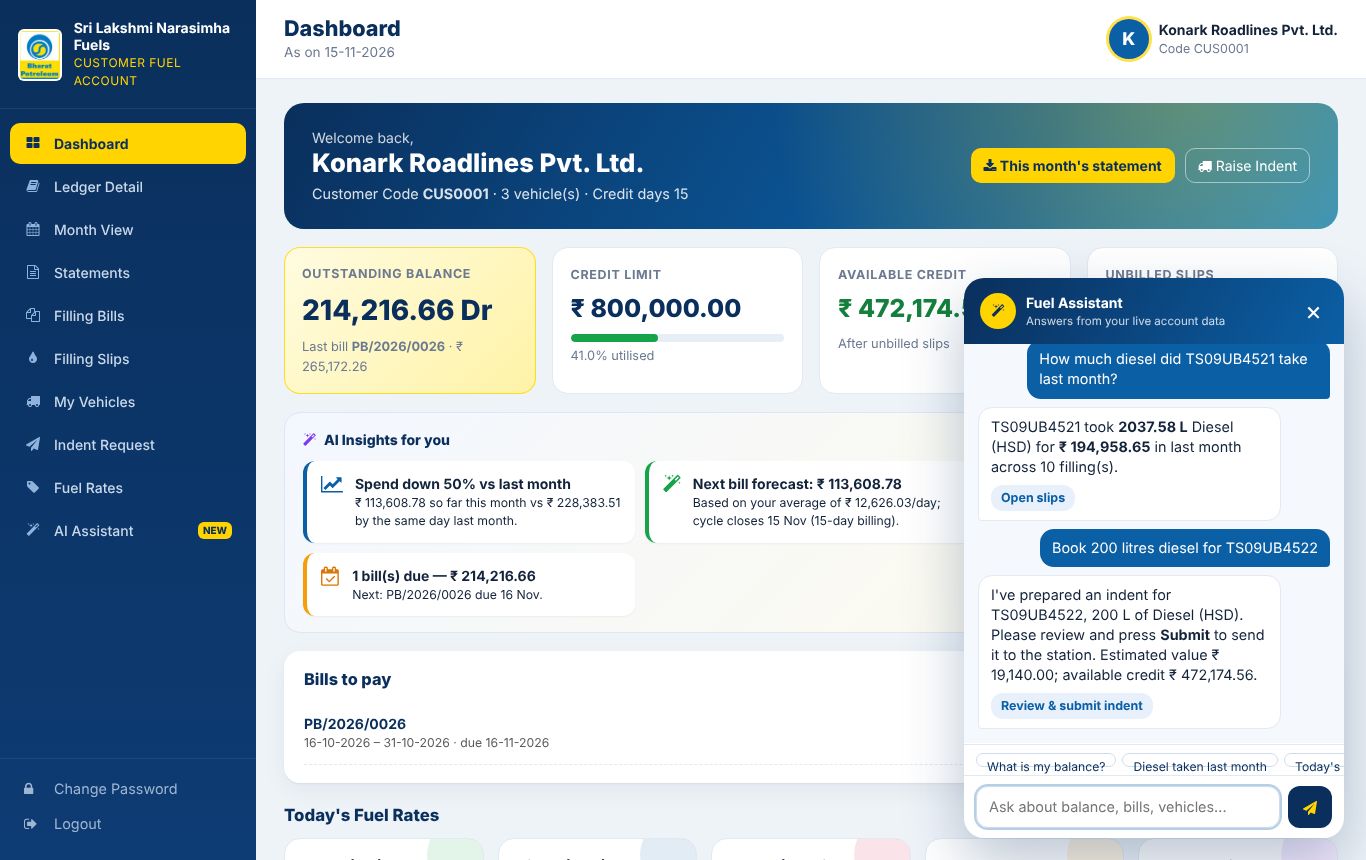 Bharat
Petroleum
Sri Lakshmi Narasimha
Fuels
CUSTOMER FUEL
ACCOUNT
Dashboard
Ledger Detail
Month View
Statements
Filling Bills
Filling Slips
My Vehicles
Indent Request
Fuel Rates
AI Assistant NEW
Change Password
Logout
Dashboard
As on 15-11-2026
K
Konark Roadlines Pvt. Ltd.
Code CUS0001
Welcome back,
Konark Roadlines Pvt. Ltd.
Customer Code CUS0001 · 3 vehicle(s) · Credit days 15
This month's statement
Raise Indent
OUTSTANDING BALANCE
214,216.66 Dr
Last bill PB/2026/0026 · ₹
265,172.26
CREDIT LIMIT
₹ 800,000.00
41.0% utilised
AVAILABLE CREDIT
₹ 472,174.5
After unbilled slips
UNBILLED SLIPS
AI Insights for you
Spend down 50% vs last month
₹ 113,608.78 so far this month vs ₹ 228,383.51
by the same day last month.
Next bill forecast: ₹ 113,608.78
Based on your average of ₹ 12,626.03/day;
cycle closes 15 Nov (15-day billing).
1 bill(s) due — ₹ 214,216.66
Next: PB/2026/0026 due 16 Nov.
Bills to pay
PB/2026/0026
16-10-2026 – 31-10-2026 · due 16-11-2026
Today's Fuel Rates
Fuel Assistant
Answers from your live account data
×
How much diesel did TS09UB4521 take
last month?
TS09UB4521 took 2037.58 L Diesel
(HSD) for ₹ 194,958.65 in last month
across 10 filling(s).
Open slips
Book 200 litres diesel for TS09UB4522
I've prepared an indent for
TS09UB4522, 200 L of Diesel (HSD).
Please review and press Submit to send
it to the station. Estimated value ₹
19,140.00; available credit ₹ 472,174.56.
Review & submit indent
What is my balance?
Diesel taken last month
Today's
Ask about balance, bills, vehicles...